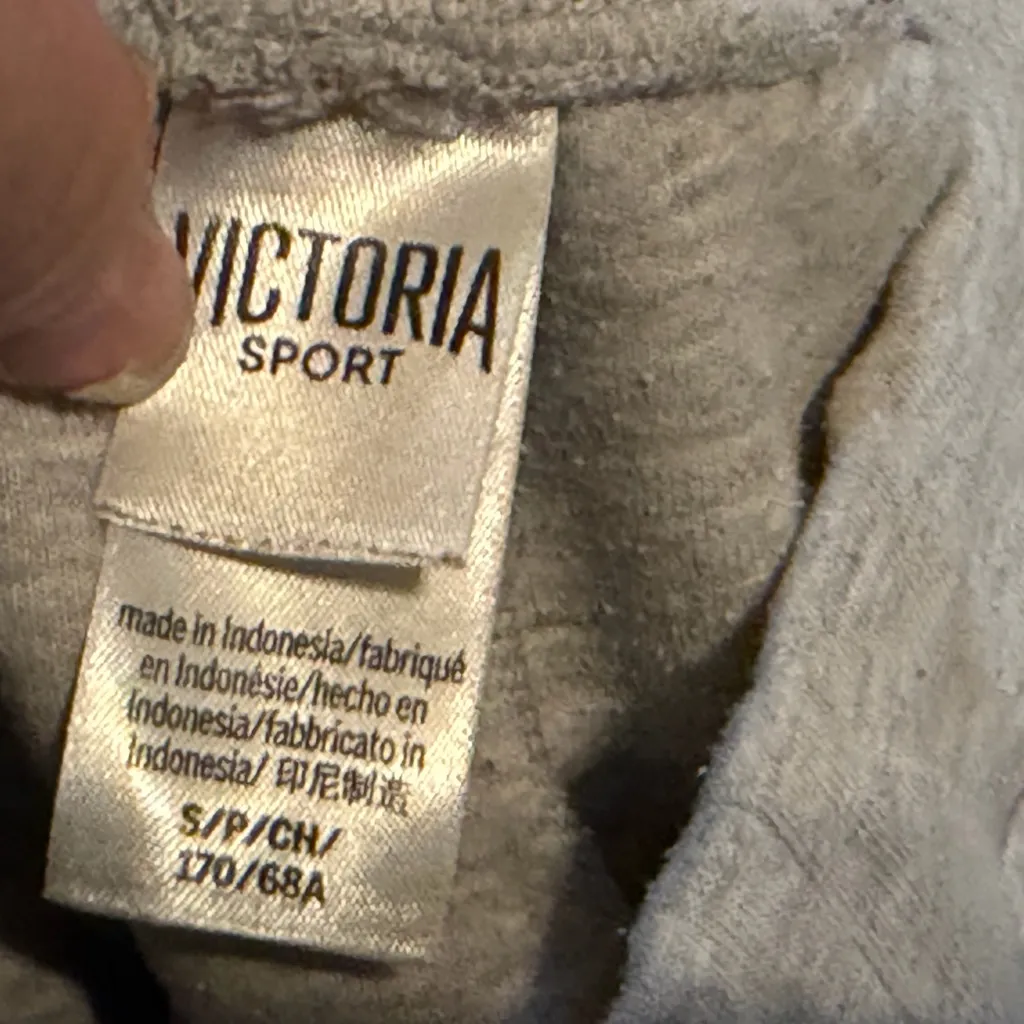 VICTORIA
SPORT
made in Indonesia/fabriqué
en Indonésie/hecho en
Indonesia/fabbricato in
Indonesia/ 印尼制造
S/P/CH/
170/68A